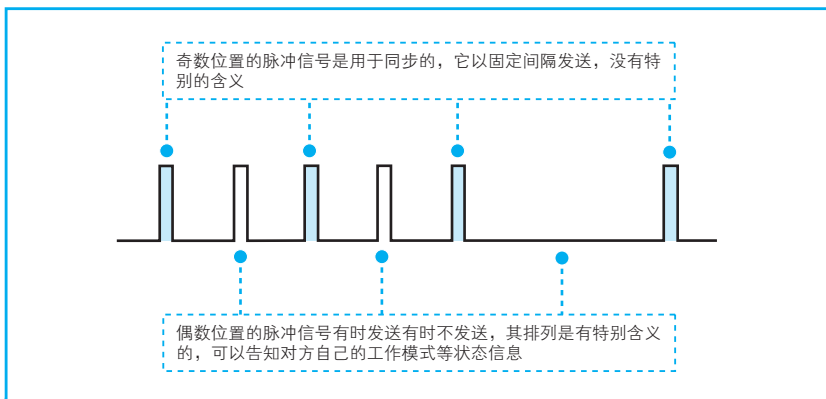 奇数位置的脉冲信号是用于同步的，它以固定间隔发送，没有特
别的含义
偶数位置的脉冲信号有时发送有时不发送，其排列是有特别含义
的，可以告知对方自己的工作模式等状态信息